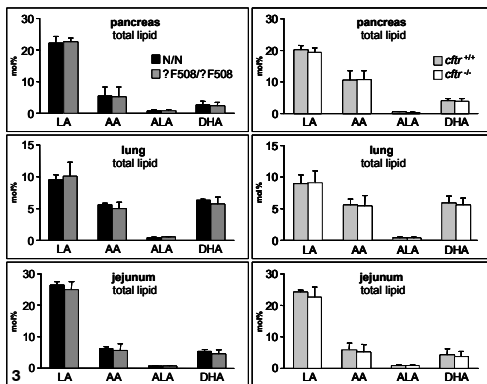 pancreas
total lipid
mol%
30
20
10
0
N/N
?F508/?F508
LA AA ALA DHA
pancreas
total lipid
mol%
30
20
10
0
cftr +/+
cftr -/-
LA AA ALA DHA
lung
total lipid
mol%
15
10
5
0
LA AA ALA DHA
lung
total lipid
mol%
15
10
5
0
LA AA ALA DHA
jejunum
total lipid
mol%
30
20
10
0
LA AA ALA DHA
3
jejunum
total lipid
mol%
30
20
10
0
LA AA ALA DHA